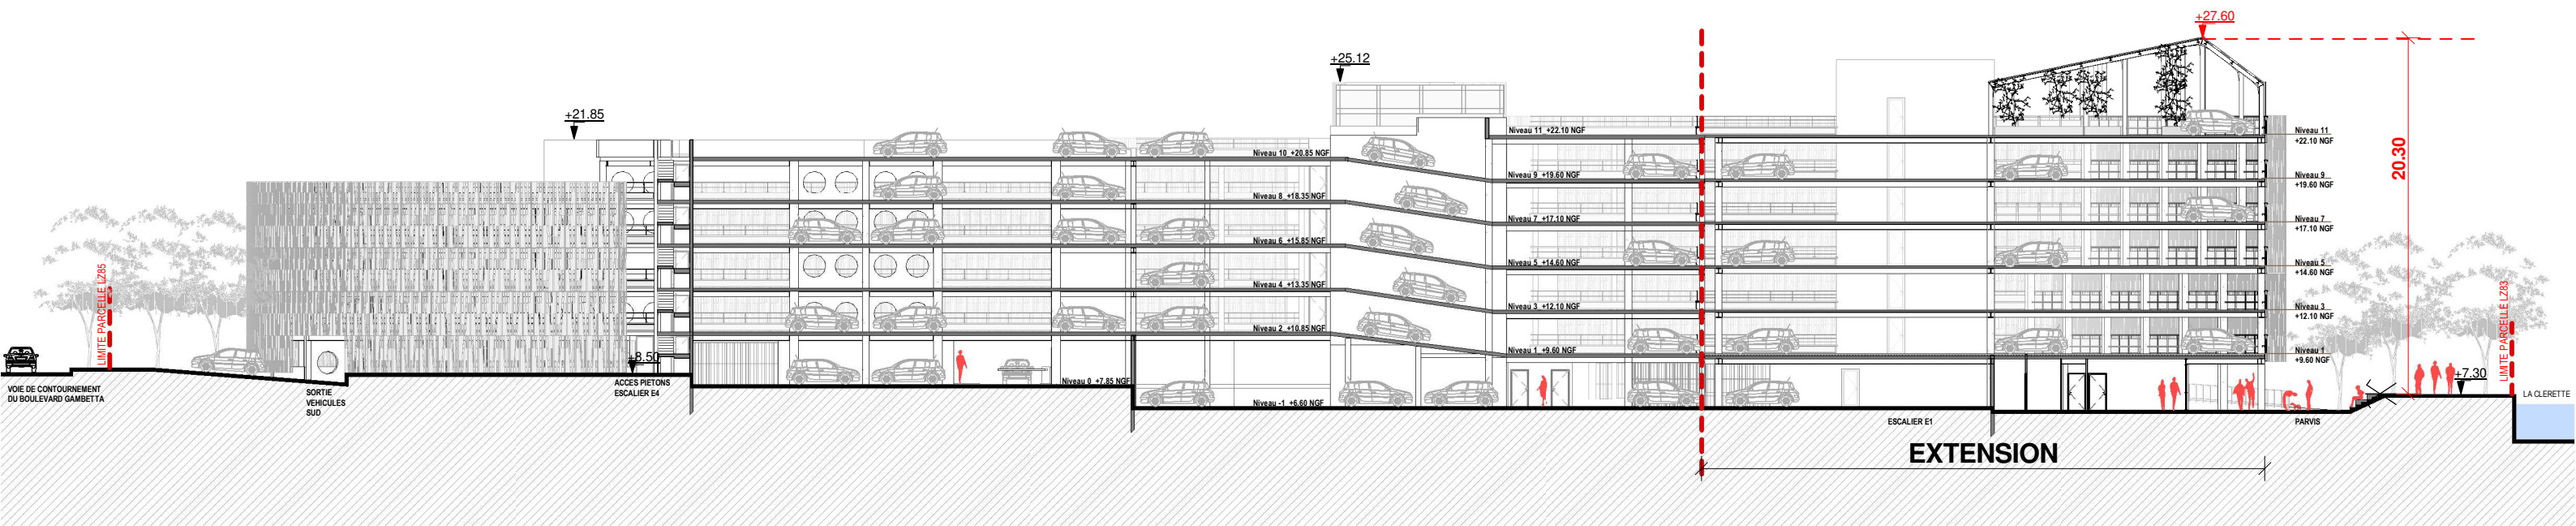 +27.60
+25.12
+21.85
Niveau 11 +22.10 NGF
Niveau 11
+22.10 NGF
20.30
Niveau 10 +20.85 NGF
Niveau 9 +19.60 NGF
Niveau 9
+19.60 NGF
Niveau 8 +18.35 NGF
Niveau 7 +17.10 NGF
Niveau 7
+17.10 NGF
Niveau 6 +15.85 NGF
Niveau 5 +14.60 NGF
Niveau 5
+14.60 NGF
Niveau 4 +13.35 NGF
Niveau 3 +12.10 NGF
Niveau 3
+12.10 NGF
Niveau 2 +10.85 NGF
Niveau 1 +9.60 NGF
Niveau 1
+9.60 NGF
LIMITE PARCELLE LZ85
LIMITE PARCELLE LZ83
+8.50
+7.30
Niveau 0 +7.85 NGF
Niveau -1 +6.60 NGF
VOIE DE CONTOURNEMENT
DU BOULEVARD GAMBETTA
SORTIE
VEHICULES
SUD
ACCES PIETONS
ESCALIER E4
ESCALIER E1
PARVIS
LA CLERETTE
EXTENSION